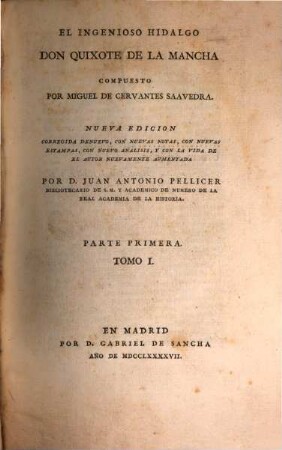 EL INGENIOSO HIDALGO
DON QUIXOTE DE LA MANCHA
COMPUESTO
POR MIGUEL DE CERVANTES SAAVEDRA.
NUEVA EDICION
CORREGIDA DENUEVO, CON NUEVAS NOTAS, CON NUEVAS
ESTAMPAS, CON NUEVO ANALISIS, Y CON LA VIDA DE
EL AUTOR NUEVAMENTE AUMENTADA
POR D. JUAN ANTONIO PELLICER
BIBLIOTECARIO DE S. M. Y ACADEMICO DE NUMERO DE LA
REAL ACADEMIA DE LA HISTORIA.
PARTE PRIMERA.
TOMO I.
EN MADRID
POR D. GABRIEL DE SANCHA
AÑO DE MDCCLXXXXVII.